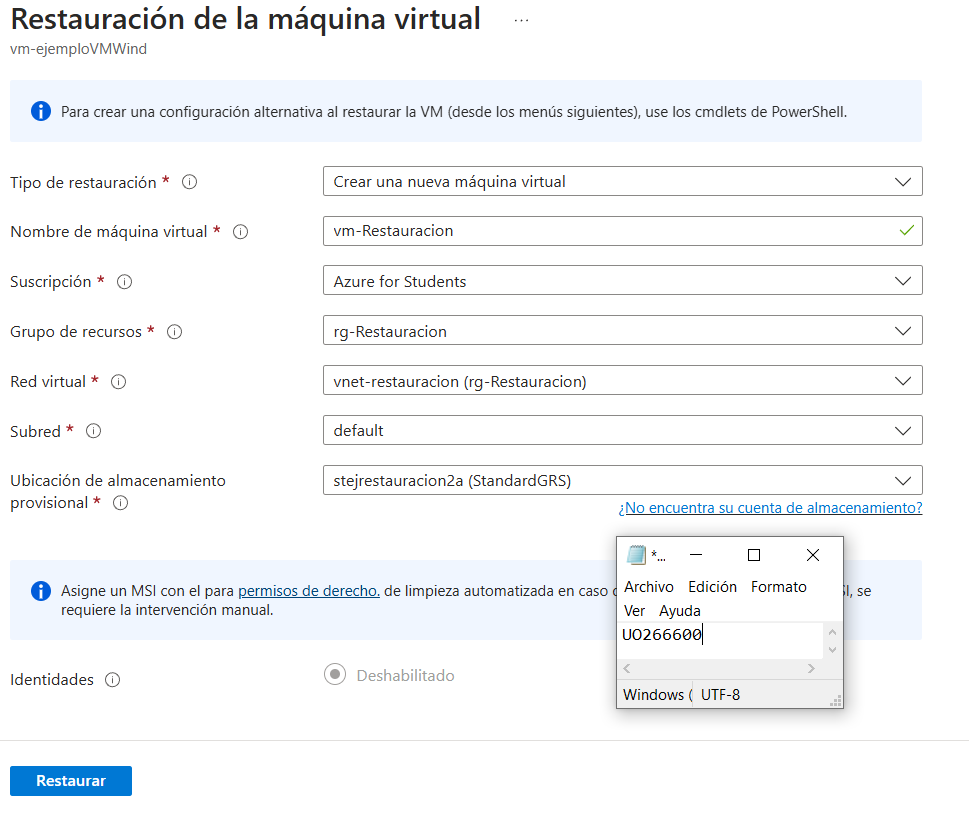 Restauración de la máquina virtual ...
vm-ejemploVMWind
Para crear una configuración alternativa al restaurar la VM (desde los menús siguientes), use los cmdlets de PowerShell.
Tipo de restauración * Crear una nueva máquina virtual
Nombre de máquina virtual * vm-Restauracion
Suscripción * Azure for Students
Grupo de recursos * rg-Restauracion
Red virtual * vnet-restauracion (rg-Restauracion)
Subred * default
Ubicación de almacenamiento
provisional * stejrestauracion2a (StandardGRS)
¿No encuentra su cuenta de almacenamiento?
Asigne un MSI con el para permisos de derecho. de limpieza automatizada en caso SI, se
requiere la intervención manual.
*...
Archivo Edición Formato
Ver Ayuda
UO266600
Windows ( UTF-8
Identidades Deshabilitado
Restaurar